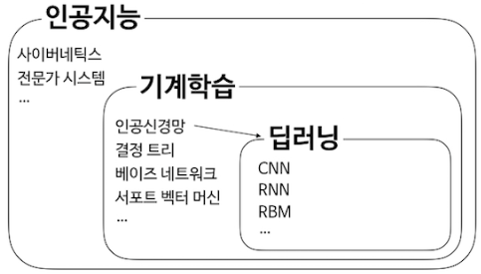 인공지능
사이버네틱스
전문가 시스템
...
기계학습
인공신경망
결정 트리
베이즈 네트워크
서포트 벡터 머신
...
딥러닝
CNN
RNN
RBM
...